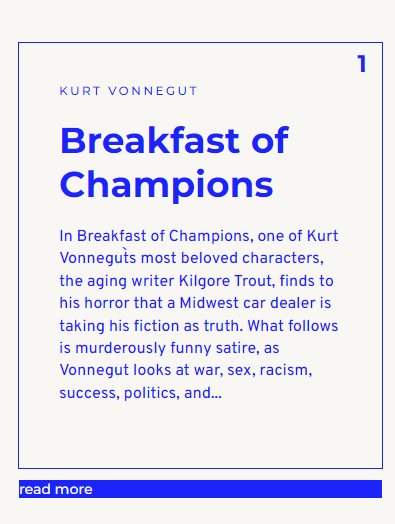 1
KURT VONNEGUT
Breakfast of
Champions
In Breakfast of Champions, one of Kurt
Vonnegut`s most beloved characters,
the aging writer Kilgore Trout, finds to
his horror that a Midwest car dealer is
taking his fiction as truth. What follows
is murderously funny satire, as
Vonnegut looks at war, sex, racism,
success, politics, and...
read more